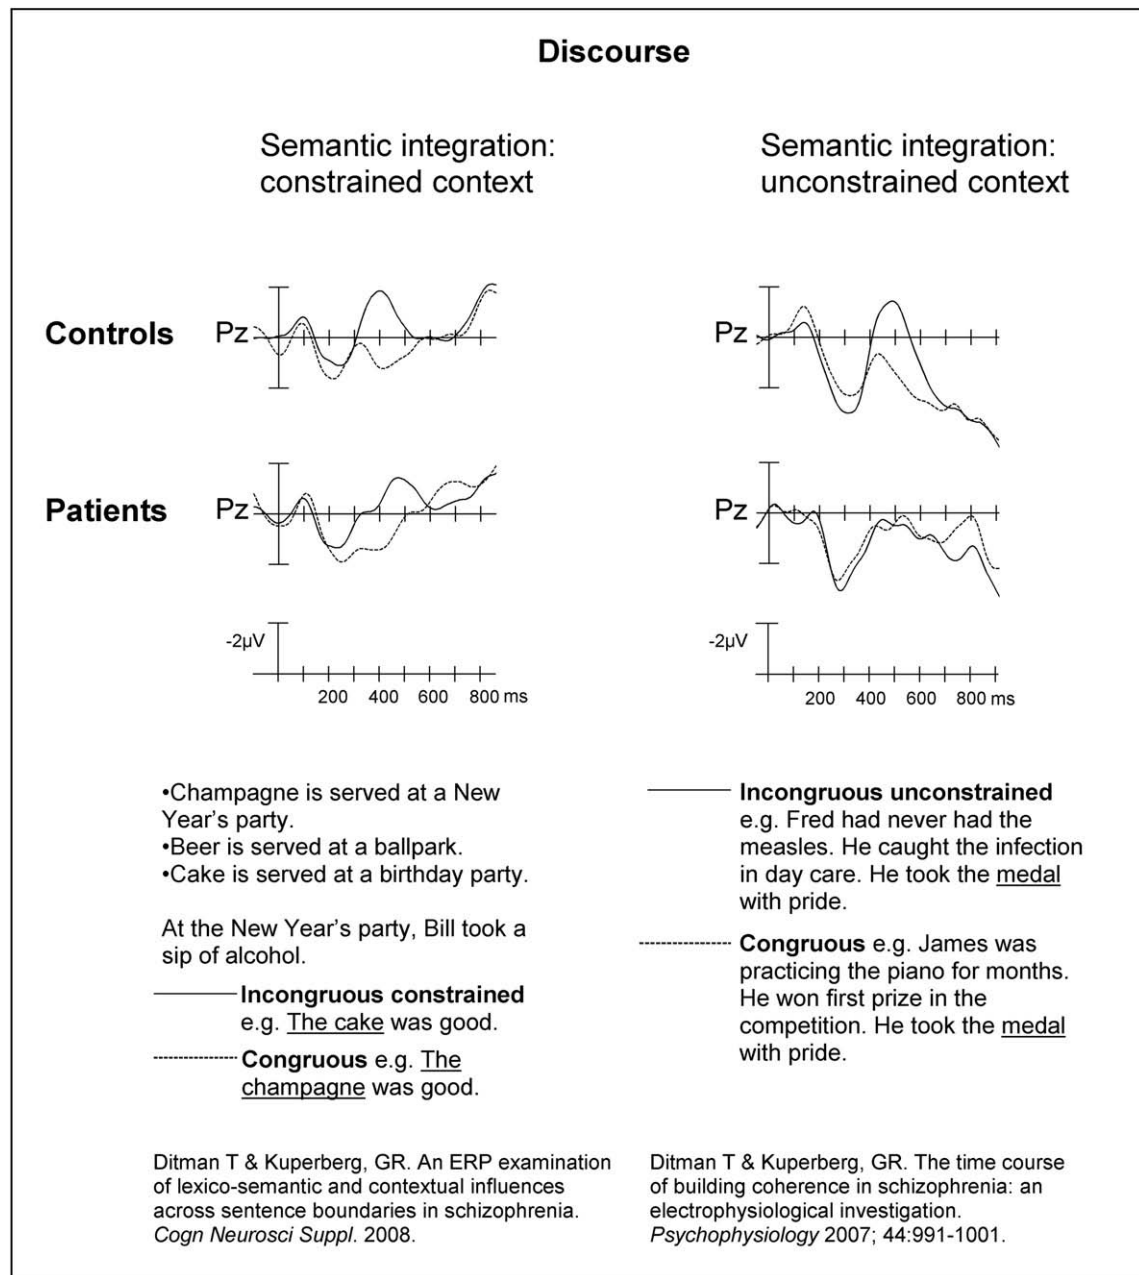 Discourse
Semantic integration:
constrained context
Semantic integration:
unconstrained context
Controls
Pz
Pz
Patients
Pz
Pz
-2µV
200 400 600 800 ms
-2µV
200 400 600 800 ms
•Champagne is served at a New
Year's party.
•Beer is served at a ballpark.
•Cake is served at a birthday party.
At the New Year's party, Bill took a
sip of alcohol.
Incongruous constrained
e.g. The cake was good.
Congruous e.g. The
champagne was good.
Incongruous unconstrained
e.g. Fred had never had the
measles. He caught the infection
in day care. He took the medal
with pride.
Congruous e.g. James was
practicing the piano for months.
He won first prize in the
competition. He took the medal
with pride.
Ditman T & Kuperberg, GR. An ERP examination
of lexico-semantic and contextual influences
across sentence boundaries in schizophrenia.
Cogn Neurosci Suppl. 2008.
Ditman T & Kuperberg, GR. The time course
of building coherence in schizophrenia: an
electrophysiological investigation.
Psychophysiology 2007; 44:991-1001.